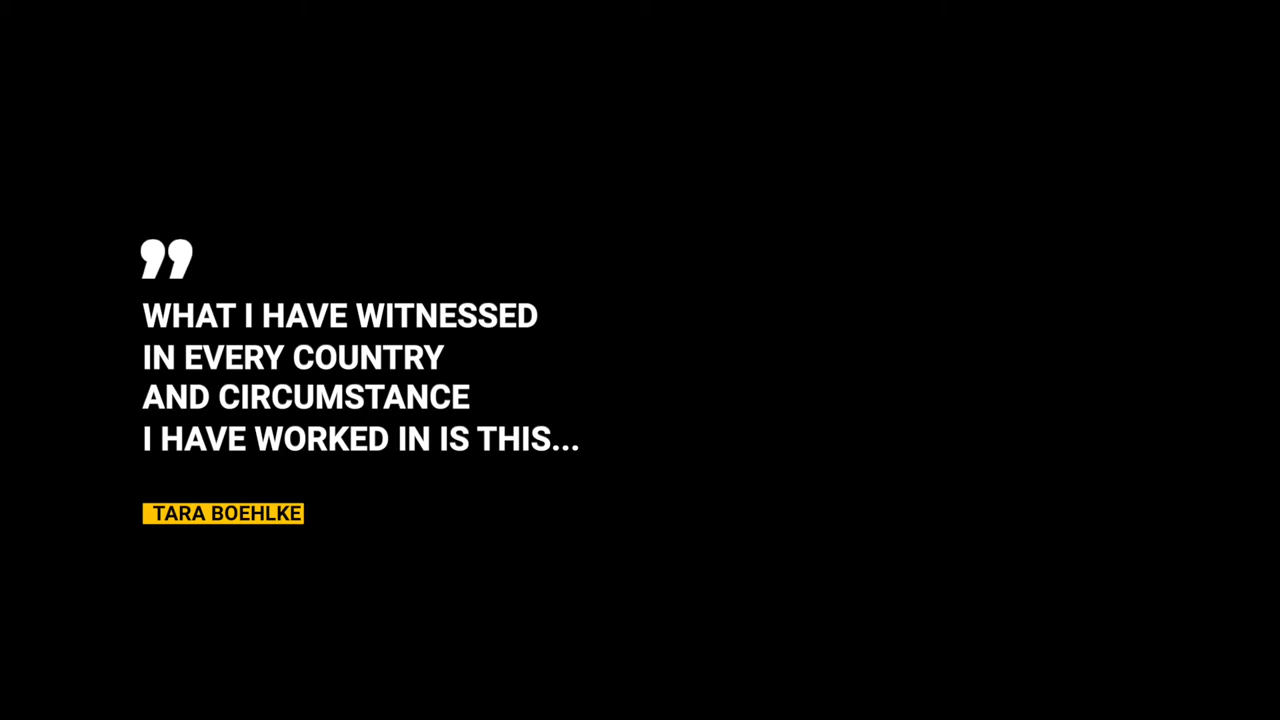 ”
WHAT I HAVE WITNESSED
IN EVERY COUNTRY
AND CIRCUMSTANCE
I HAVE WORKED IN IS THIS...
TARA BOEHLKE